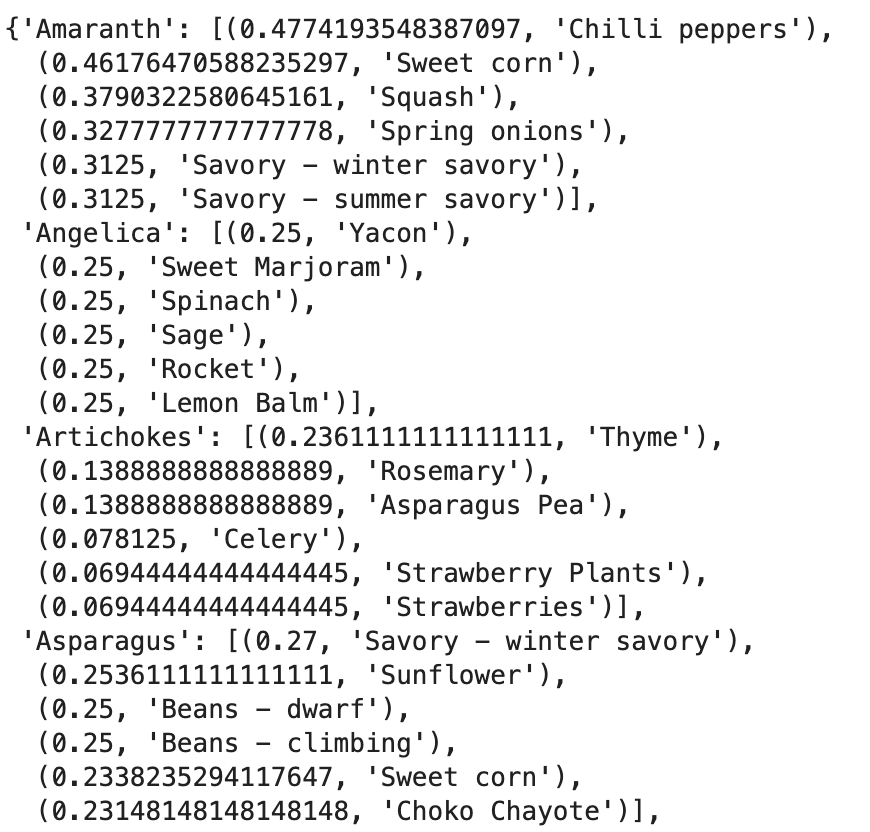 {'Amaranth': [(0.4774193548387097, 'Chilli peppers'),
(0.46176470588235297, 'Sweet corn'),
(0.3790322580645161, 'Squash'),
(0.3277777777777778, 'Spring onions'),
(0.3125, 'Savory – winter savory'),
(0.3125, 'Savory – summer savory')],
'Angelica': [(0.25, 'Yacon'),
(0.25, 'Sweet Marjoram'),
(0.25, 'Spinach'),
(0.25, 'Sage'),
(0.25, 'Rocket'),
(0.25, 'Lemon Balm')],
'Artichokes': [(0.2361111111111111, 'Thyme'),
(0.1388888888888889, 'Rosemary'),
(0.1388888888888889, 'Asparagus Pea'),
(0.078125, 'Celery'),
(0.06944444444444445, 'Strawberry Plants'),
(0.06944444444444445, 'Strawberries')],
'Asparagus': [(0.27, 'Savory – winter savory'),
(0.2536111111111111, 'Sunflower'),
(0.25, 'Beans – dwarf'),
(0.25, 'Beans – climbing'),
(0.2338235294117647, 'Sweet corn'),
(0.23148148148148148, 'Choko Chayote')],